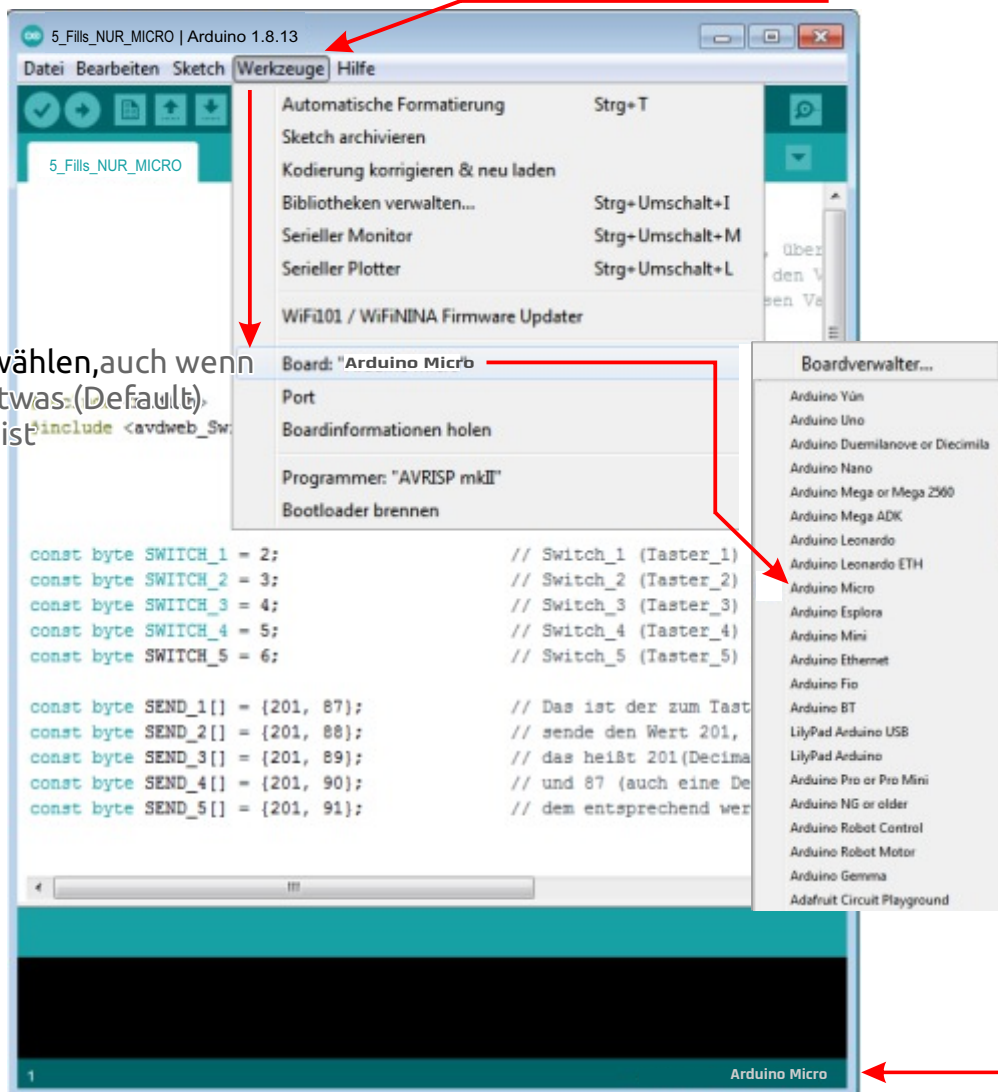 5_Fills_NUR_MICRO | Arduino 1.8.13
Datei Bearbeiten Sketch Werkzeuge Hilfe
5_Fills_NUR_MICRO
Automatische Formatierung Strg+T
Sketch archivieren
Kodierung korrigieren & neu laden
Bibliotheken verwalten... Strg+Umschalt+I
Serieller Monitor Strg+Umschalt+M
Serieller Plotter Strg+Umschalt+L
WiFi101 / WiFiNINA Firmware Updater
Board: "Arduino Micro"
Port
Boardinformationen holen
Programmer: "AVRISP mkII"
Bootloader brennen
, über
den V
sen Va
wählen, auch wenn
twas (Default)
ist
#include <avdweb_Sw
const byte SWITCH_1 = 2; // Switch_1 (Taster_1)
const byte SWITCH_2 = 3; // Switch_2 (Taster_2)
const byte SWITCH_3 = 4; // Switch_3 (Taster_3)
const byte SWITCH_4 = 5; // Switch_4 (Taster_4)
const byte SWITCH_5 = 6; // Switch_5 (Taster_5)
const byte SEND_1[] = {201, 87}; // Das ist der zum Tast
const byte SEND_2[] = {201, 88}; // sende den Wert 201,
const byte SEND_3[] = {201, 89}; // das heißt 201(Decima
const byte SEND_4[] = {201, 90}; // und 87 (auch eine De
const byte SEND_5[] = {201, 91}; // dem entsprechend wer
Boardverwalter...
Arduino Yún
Arduino Uno
Arduino Duemilanove or Diecimila
Arduino Nano
Arduino Mega or Mega 2560
Arduino Mega ADK
Arduino Leonardo
Arduino Leonardo ETH
Arduino Micro
Arduino Esplora
Arduino Mini
Arduino Ethernet
Arduino Fio
Arduino BT
LilyPad Arduino USB
LilyPad Arduino
Arduino Pro or Pro Mini
Arduino NG or older
Arduino Robot Control
Arduino Robot Motor
Arduino Gemma
Adafruit Circuit Playground
1
Arduino Micro